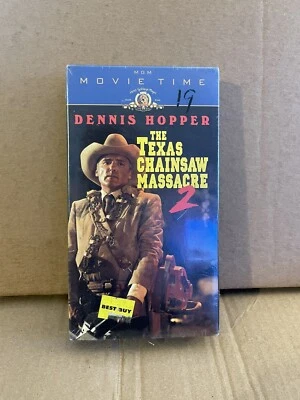 MGM
MOVIE TIME
19
DENNIS HOPPER
THE
TEXAS
CHAINSAW
MASSACRE
2
BEST BUY